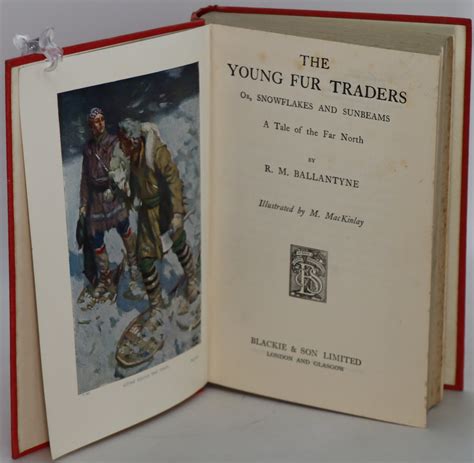 THE
YOUNG FUR TRADERS
Or, SNOWFLAKES AND SUNBEAMS
A Tale of the Far North
BY
R. M. BALLANTYNE
Illustrated by M. MacKinlay
BLACKIE & SON LIMITED
LONDON AND GLASGOW